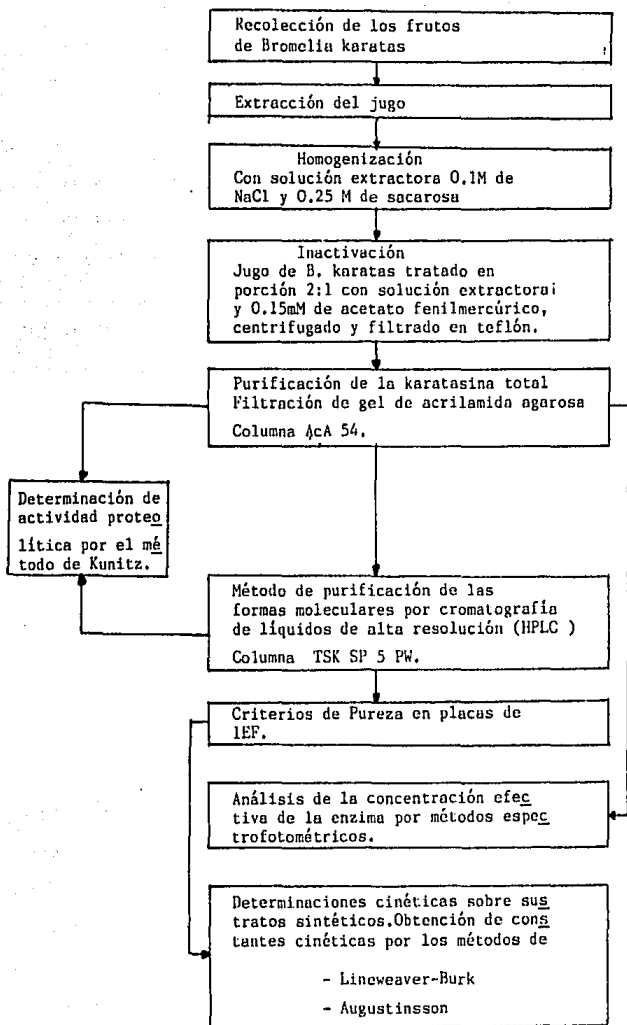 Recolección de los frutos
de Bromelia karatas
Extracción del jugo
Homogenización
Con solución extractora 0.1M de
NaCl y 0.25 M de sacarosa
Inactivación
Jugo de B. karatas tratado en
porción 2:1 con solución extractora
y 0.15mM de acetato fenilmercúrico,
centrifugado y filtrado en teflón.
Purificación de la karatasina total
Filtración de gel de acrilamida agarosa
Columna AcA 54.
Determinación de
actividad proteo
lítica por el mé
todo de Kunitz.
Método de purificación de las
formas moleculares por cromatografía
de líquidos de alta resolución (HPLC )
Columna TSK SP 5 PW.
Criterios de Pureza en placas de
IEF.
Análisis de la concentración efec
tiva de la enzima por métodos espec
trofotométricos.
Determinaciones cinéticas sobre sus
tratos sintéticos.Obtención de cons
tantes cinéticas por los métodos de
- Lineweaver-Burk
- Augustinsson